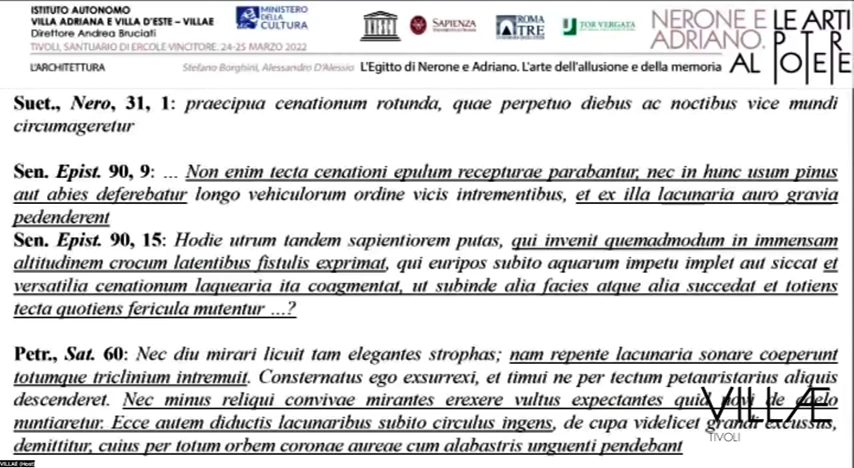 ISTITUTO AUTONOMO
VILLA ADRIANA E VILLA D'ESTE – VILLAE
Direttore Andrea Bruciati
TIVOLI, SANTUARIO DI ERCOLE VINCITORE, 24-25 MARZO 2022
MINISTERO DELLA CULTURA
UNESCO
SAPIENZA
ROMA TRE
TOR VERGATA
NERONE E ADRIANO.
LE ARTI
AL POTERE
L'ARCHITETTURA
Stefano Borghini, Alessandro D'Alessio L'Egitto di Nerone e Adriano. L'arte dell'allusione e della memoria
Suet., Nero, 31, 1: praecipua cenationum rotunda, quae perpetuo diebus ac noctibus vice mundi
circumageretur
Sen. Epist. 90, 9: ... Non enim tecta cenationi epulum recepturae parabantur, nec in hunc usum pinus
aut abies deferebatur longo vehiculorum ordine vicis intrementibus, et ex illa lacunaria auro gravia
pedenderent
Sen. Epist. 90, 15: Hodie utrum tandem sapientiorem putas, qui invenit quemadmodum in immensam
altitudinem crocum latentibus fistulis exprimat, qui euripos subito aquarum impetu implet aut siccat et
versatilia cenationum laquearia ita coagmentat, ut subinde alia facies atque alia succedat et totiens
tecta quotiens fericula mutentur ...?
Petr., Sat. 60: Nec diu mirari licuit tam elegantes strophas; nam repente lacunaria sonare coeperunt
totumque triclinium intremuit. Consternatus ego exsurrexi, et timui ne per tectum petauristarius aliquis
descenderet. Nec minus reliqui convivae mirantes erexere vultus expectantes quid novi de caelo
nuntiaretur. Ecce autem diductis lacunaribus subito circulus ingens, de cupa videlicet grandi excussus,
demittitur, cuius per totum orbem coronae aureae cum alabastris unguenti pendebant
VILLÆ
TIVOLI
VILLAE (Host)